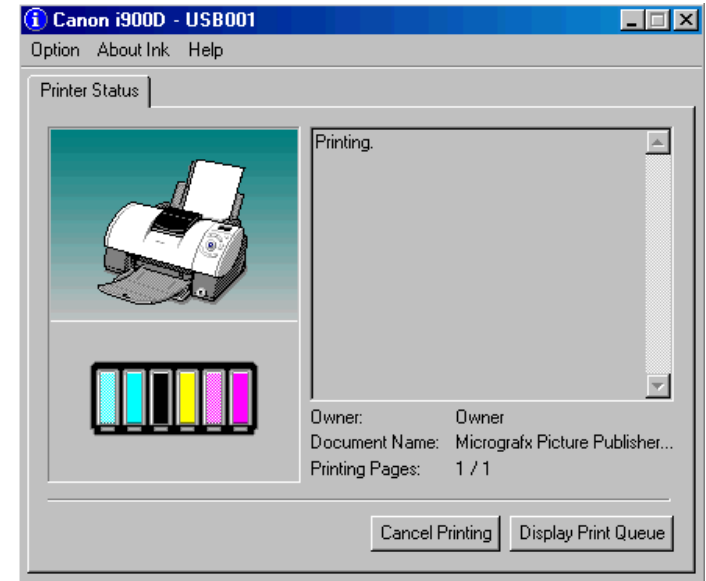 Canon i900D - USB001
Option About Ink Help
Printer Status
Printing.
Owner: Owner
Document Name: Micrografx Picture Publisher...
Printing Pages: 1 / 1
Cancel Printing Display Print Queue